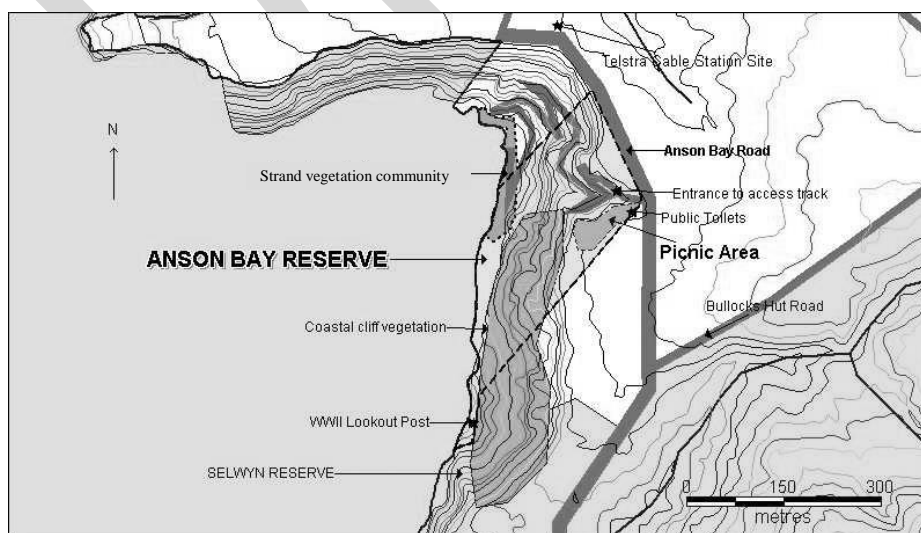 Telstra Cable Station Site
N
Anson Bay Road
Strand vegetation community
Entrance to access track
Public Toilets
ANSON BAY RESERVE
Picnic Area
Bullocks Hut Road
Coastal cliff vegetation
WWII Lookout Post
SELWYN RESERVE
0 150 300
metres